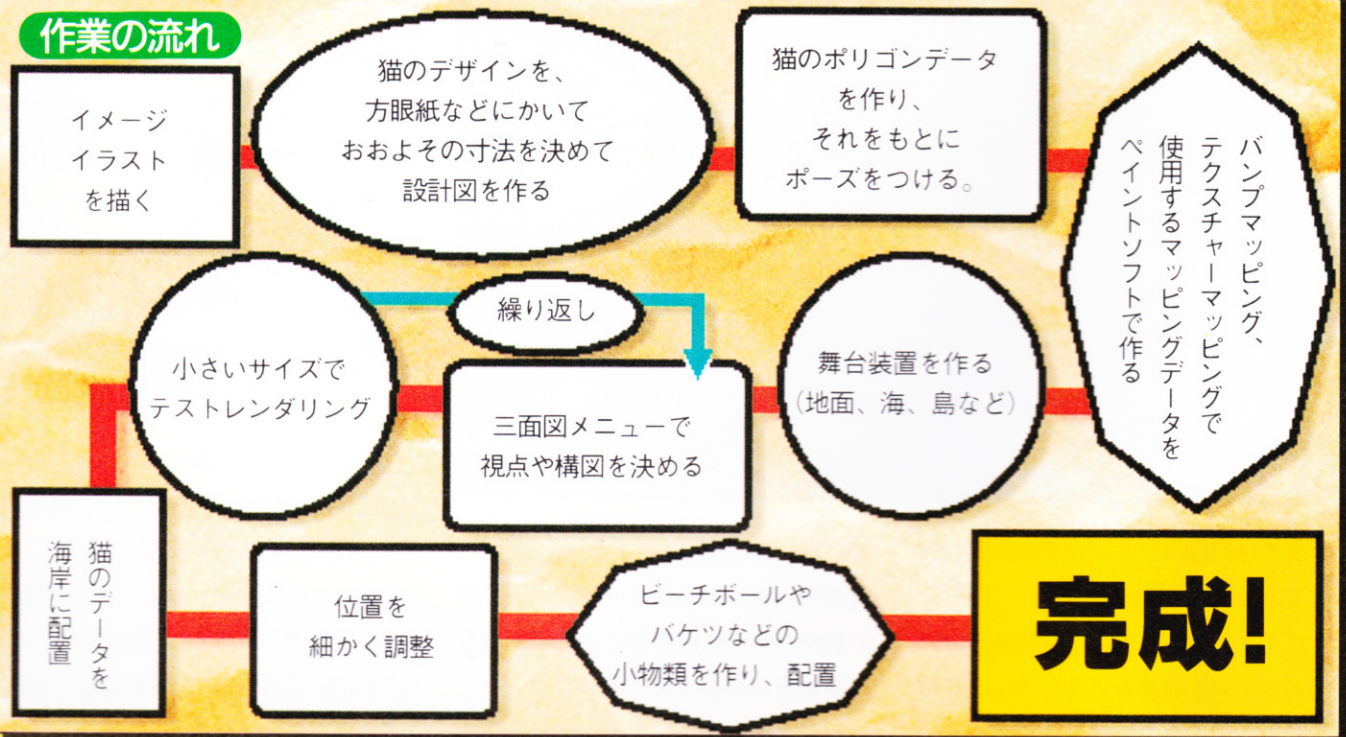 作業の流れ
イメージ
イラスト
を描く
猫のデザインを、
方眼紙などにかいて
おおよその寸法を決めて
設計図を作る
猫のポリゴンデータ
を作り、
それをもとに
ポーズをつける。
バンプマッピング、
テクスチャーマッピングで
使用するマッピングデータを
ペイントソフトで作る
舞台装置を作る
(地面、海、島など)
三面図メニューで
視点や構図を決める
繰り返し
小さいサイズで
テストレンダリング
猫のデータを
海岸に配置
位置を
細かく調整
ビーチボールや
バケツなどの
小物類を作り、配置
完成!